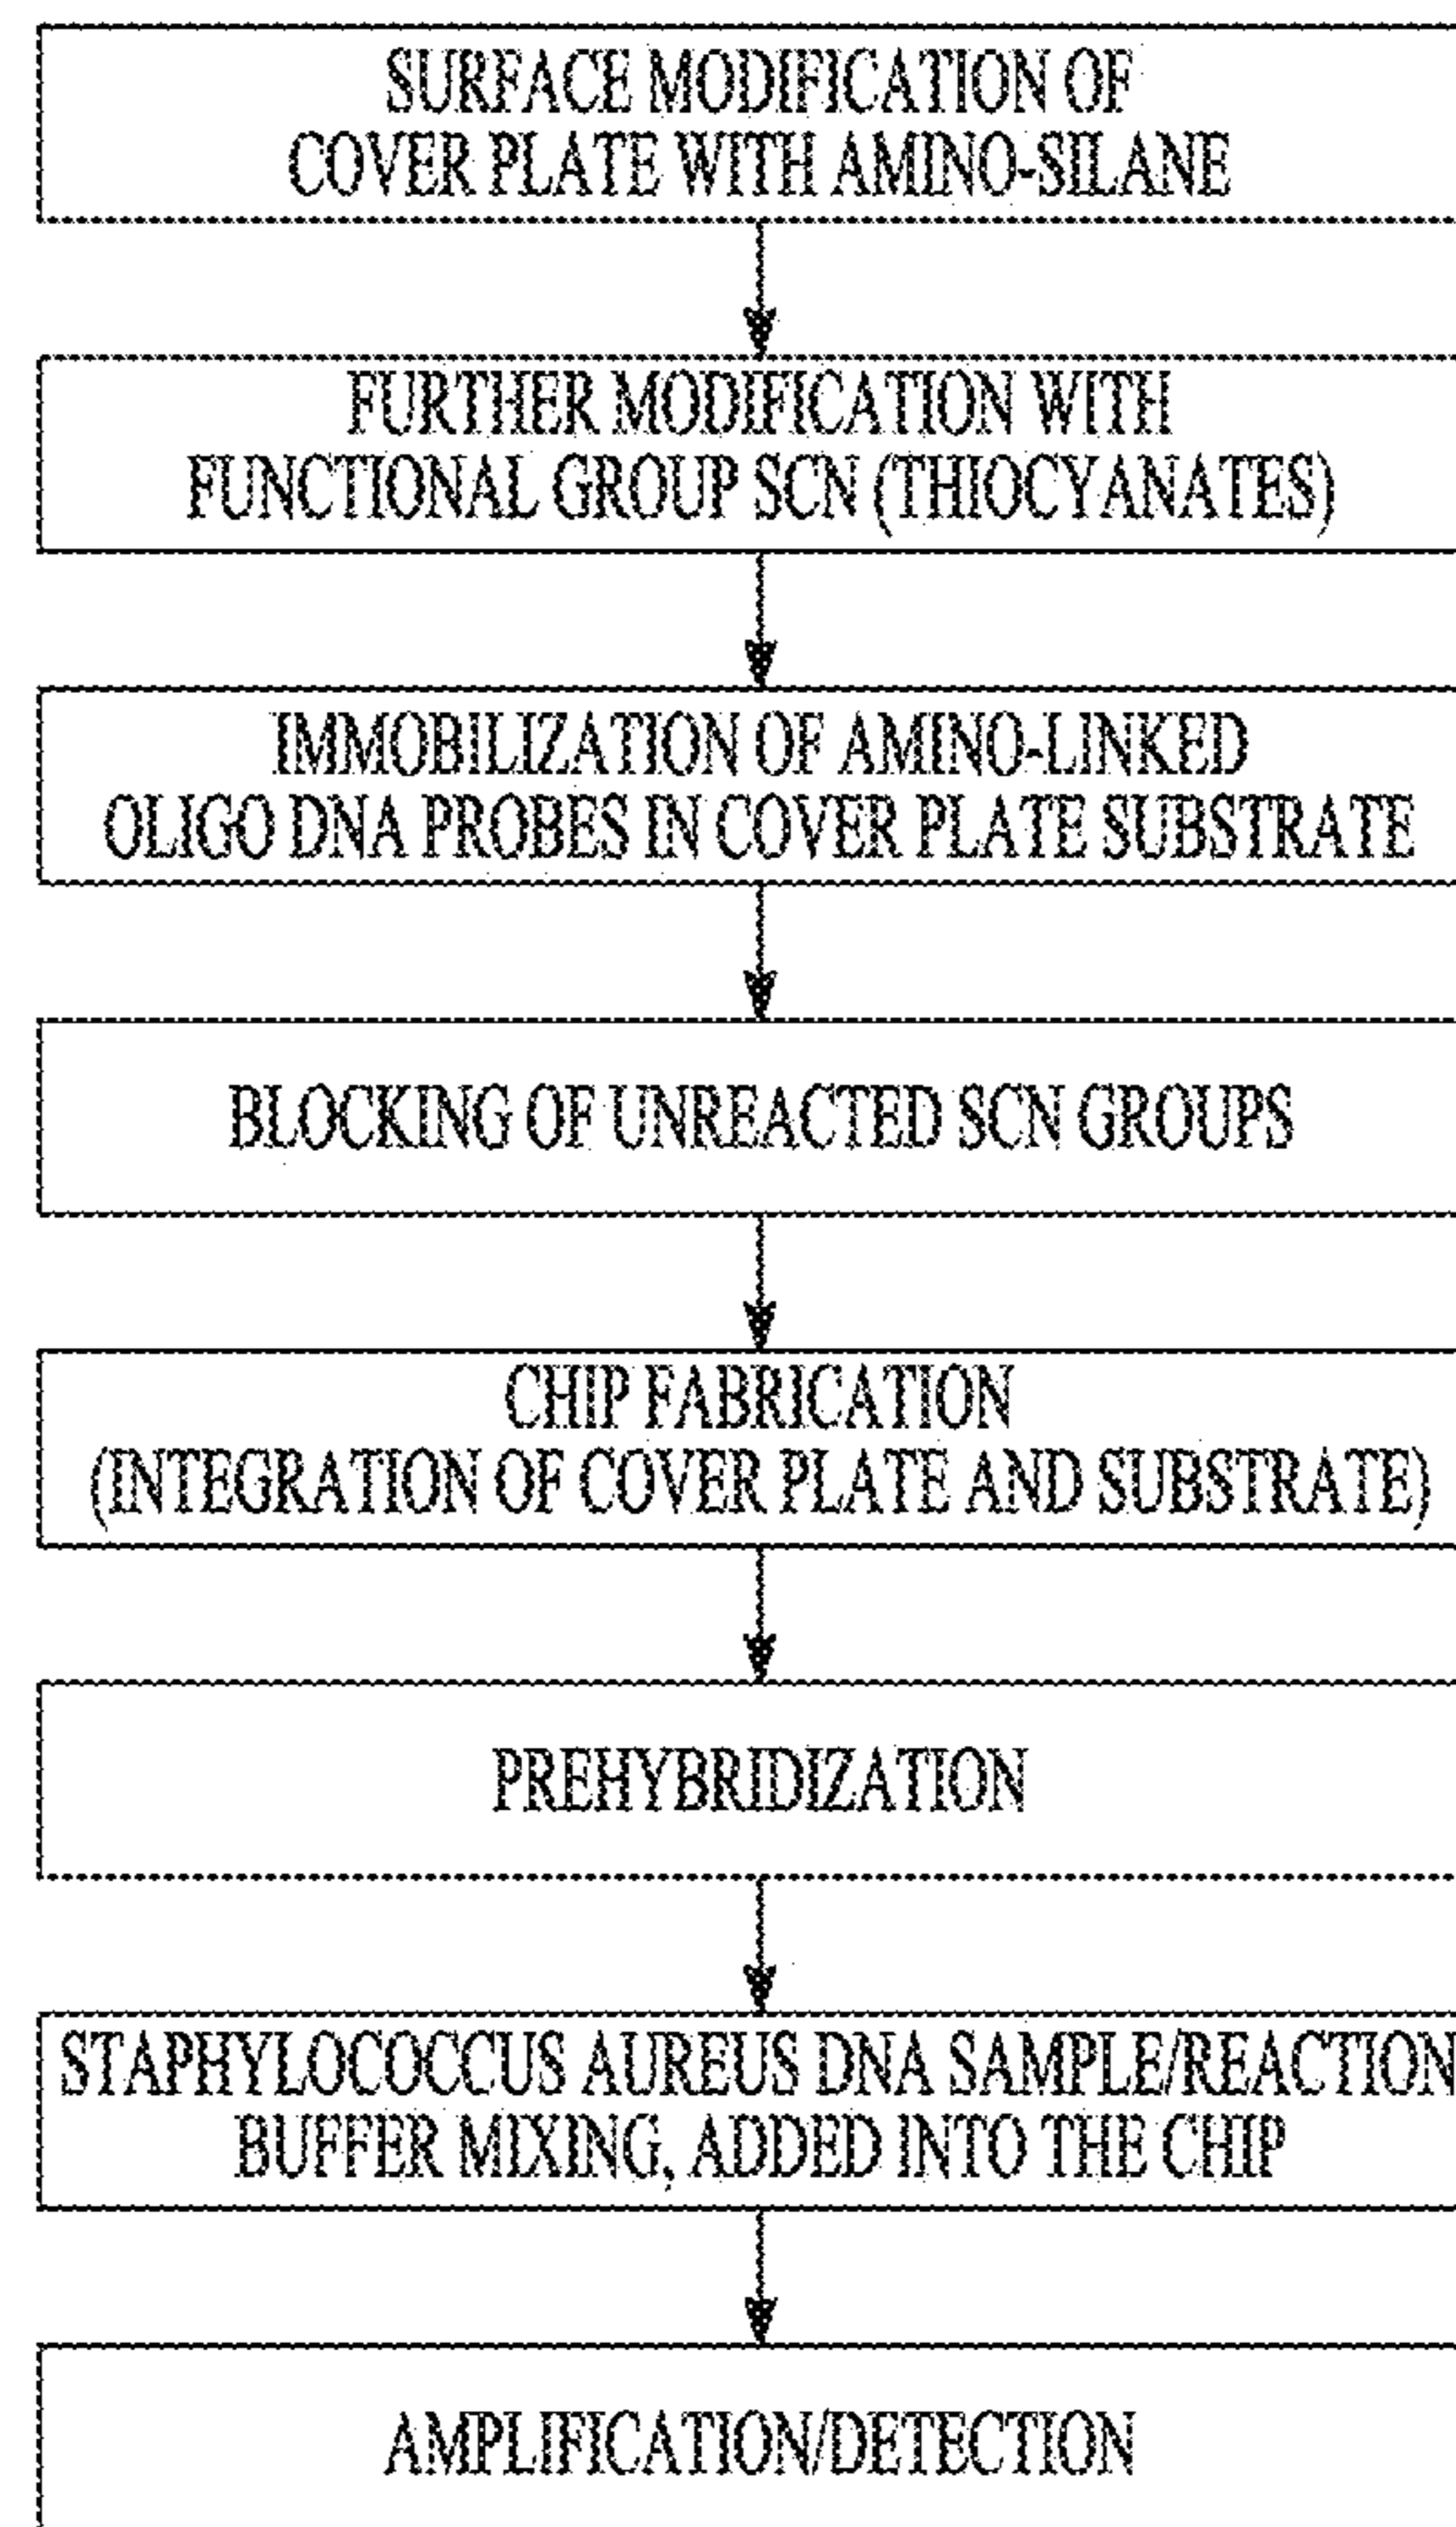 SURFACE MODIFICATION OF
COVER PLATE WITH AMINO-SILANE
FURTHER MODIFICATION WITH
FUNCTIONAL GROUP SCN (THIOCYANATES)
IMMOBILIZATION OF AMINO-LINKED
OLIGO DNA PROBES IN COVER PLATE SUBSTRATE
BLOCKING OF UNREACTED SCN GROUPS
CHIP FABRICATION
(INTEGRATION OF COVER PLATE AND SUBSTRATE)
PREHYBRIDIZATION
STAPHYLOCOCCUS AUREUS DNA SAMPLE/REACTION
BUFFER MIXING, ADDED INTO THE CHIP
AMPLIFICATION/DETECTION